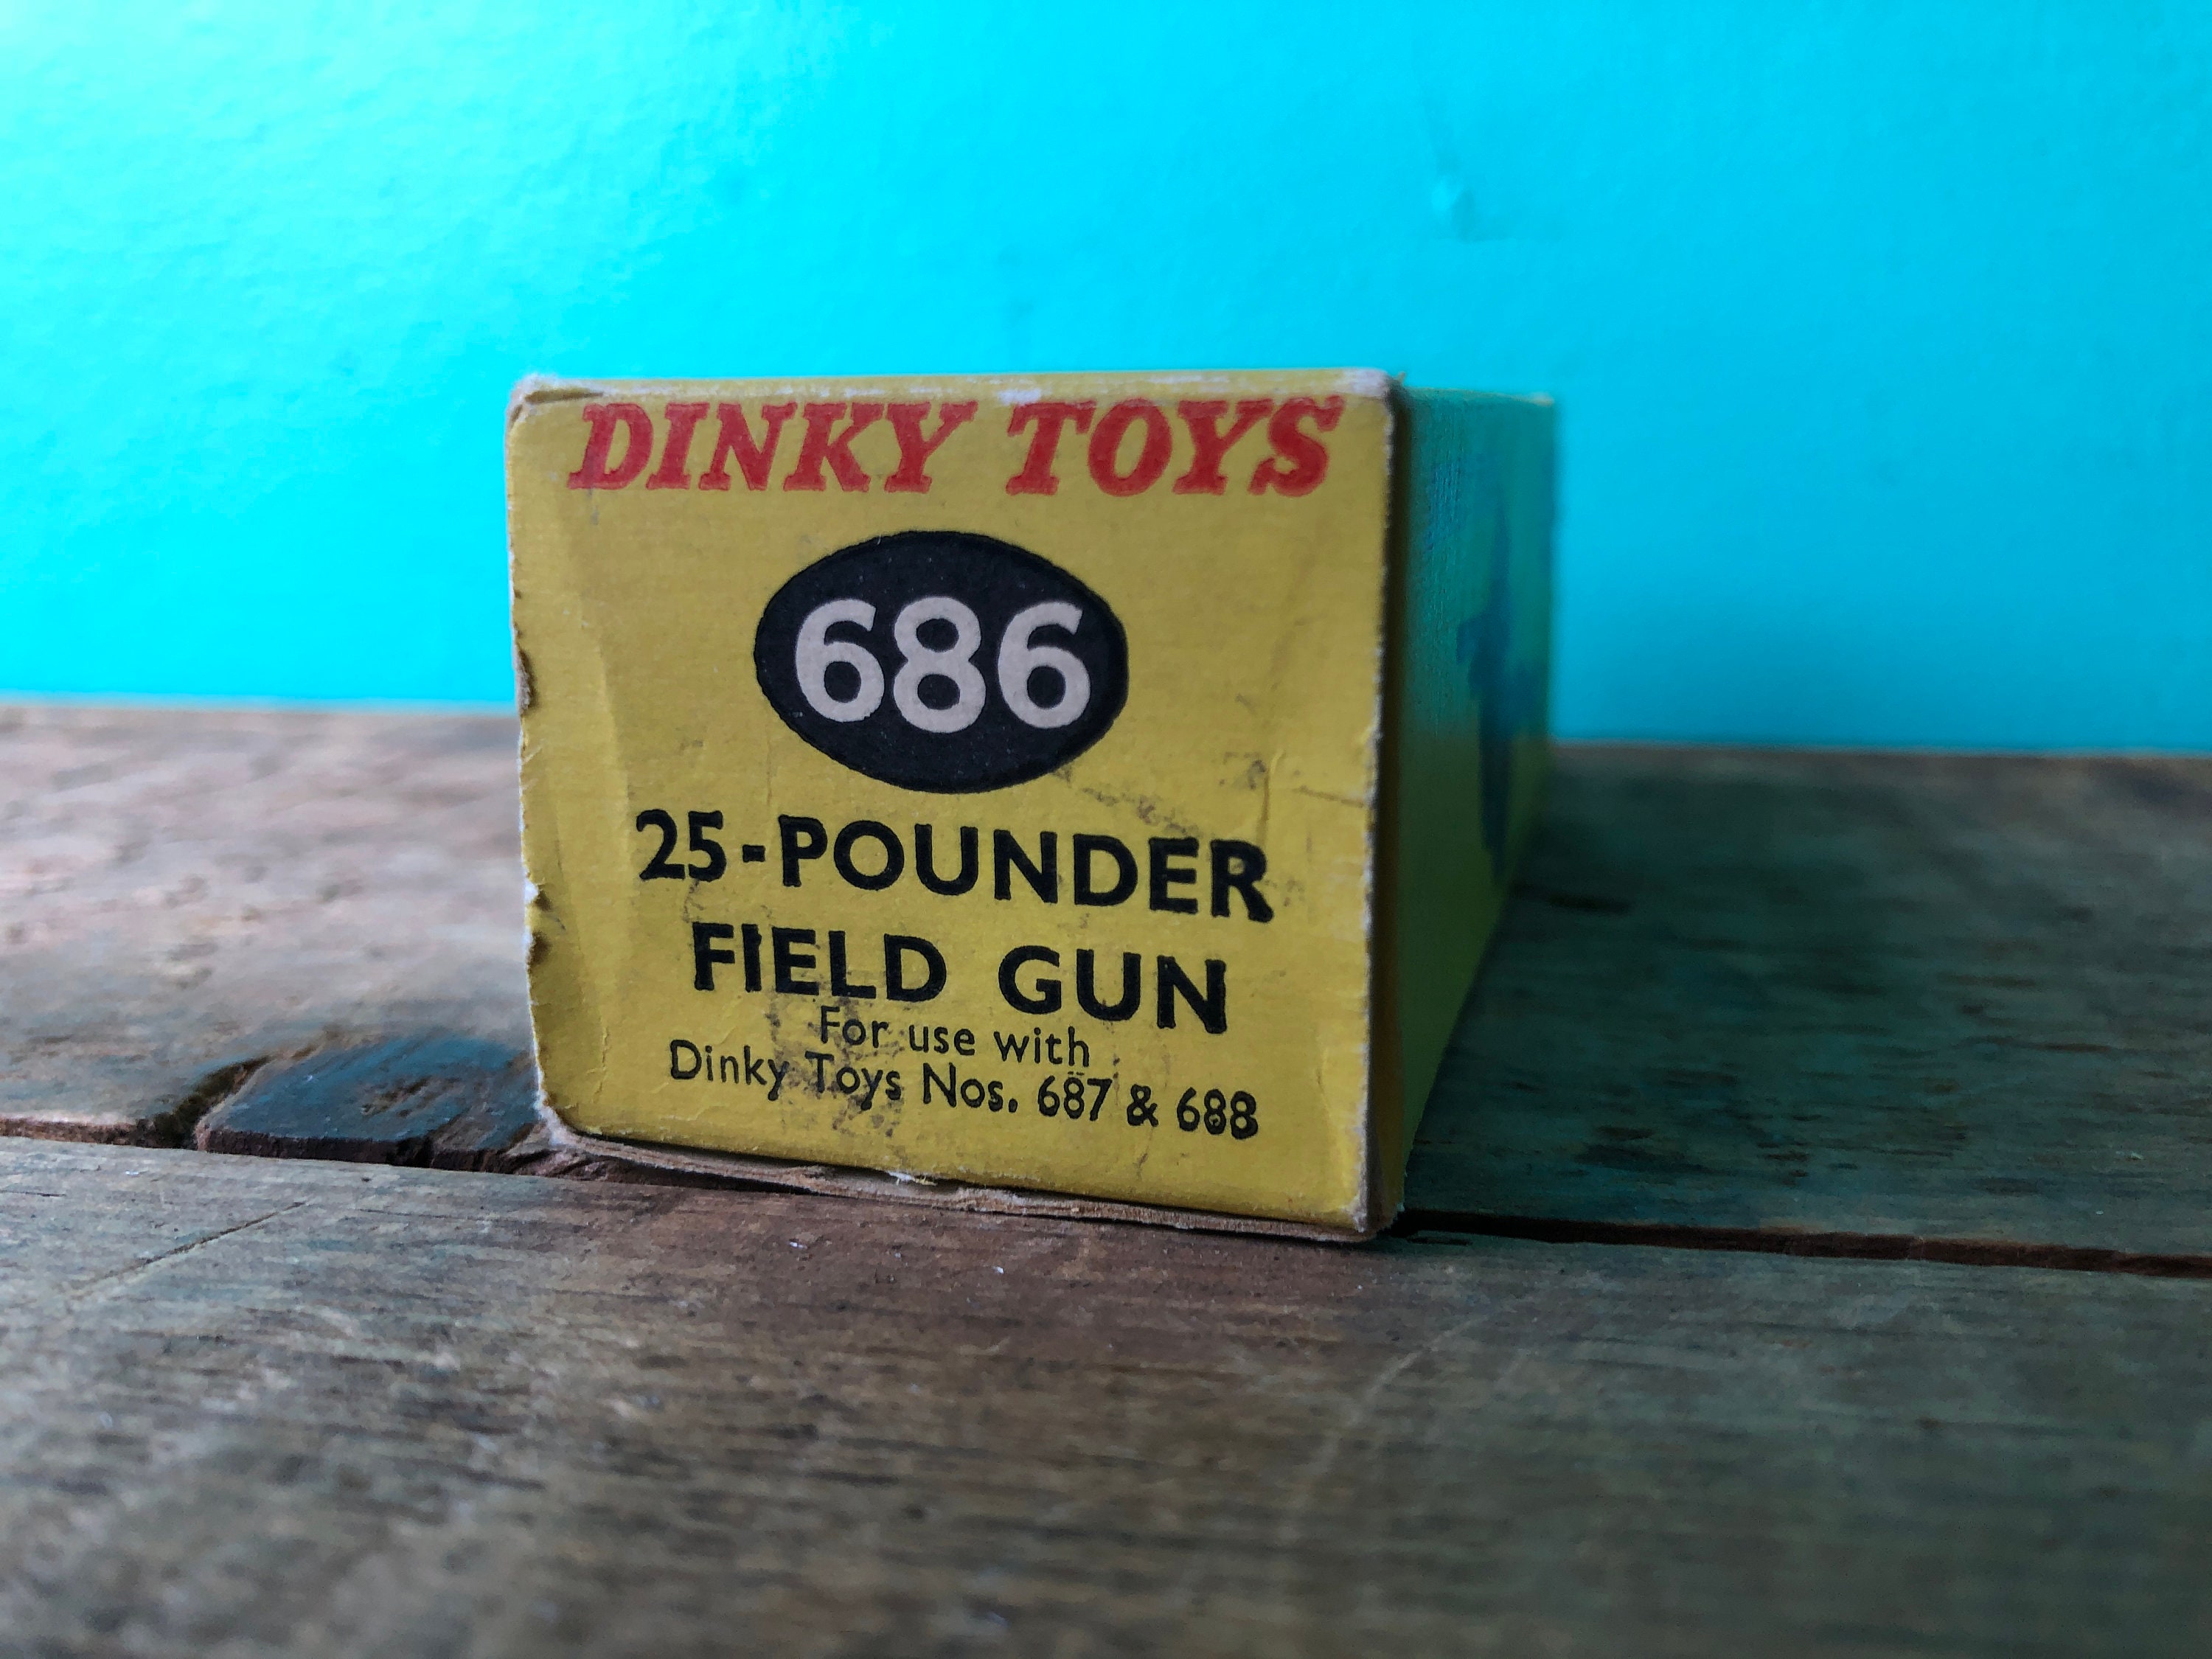 DINKY TOYS
686
25-POUNDER
FIELD GUN
For use with
Dinky Toys Nos. 687 & 688